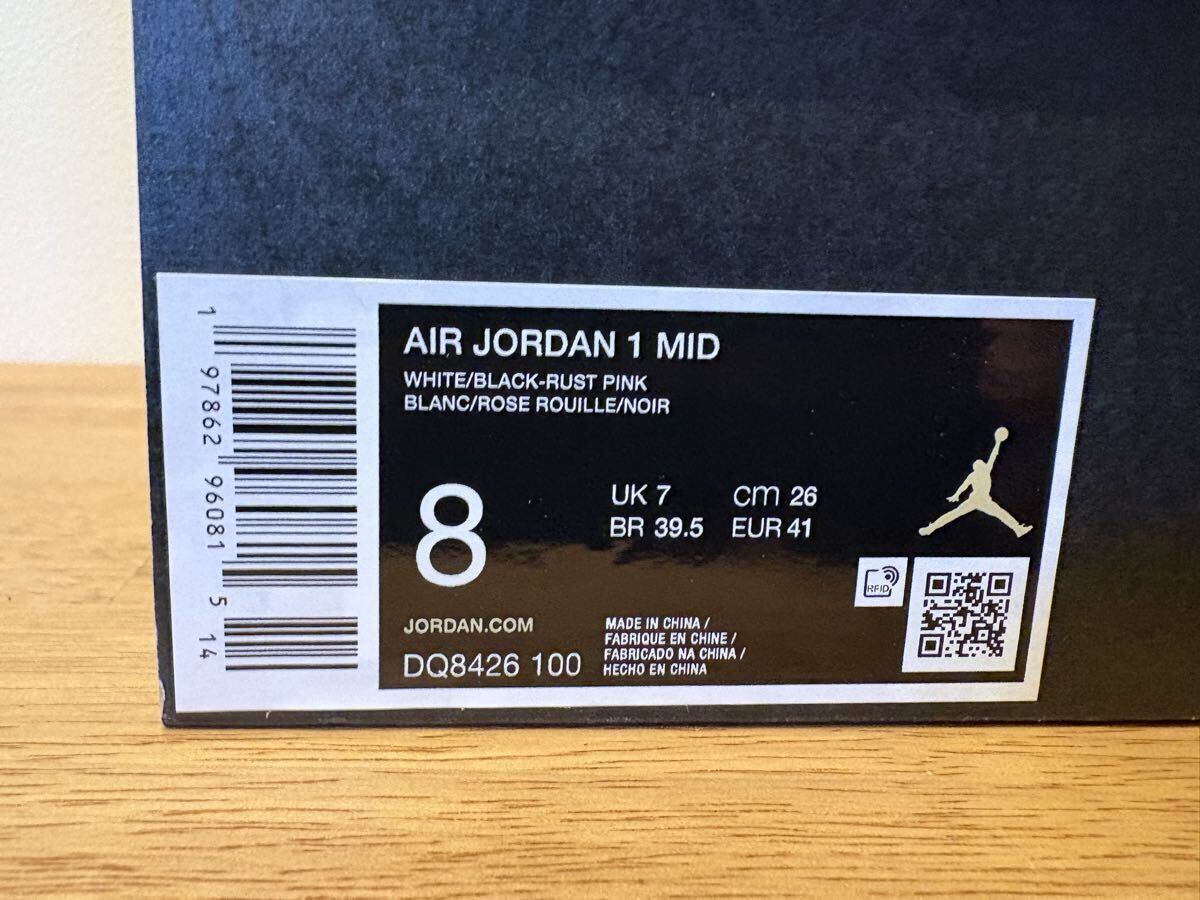 1 97862 96081 5 14
AIR JORDAN 1 MID
WHITE/BLACK-RUST PINK
BLANC/ROSE ROUILLE/NOIR
8
UK 7 cm 26
BR 39.5 EUR 41
RFID
JORDAN.COM
DQ8426 100
MADE IN CHINA /
FABRIQUE EN CHINE /
FABRICADO NA CHINA /
HECHO EN CHINA